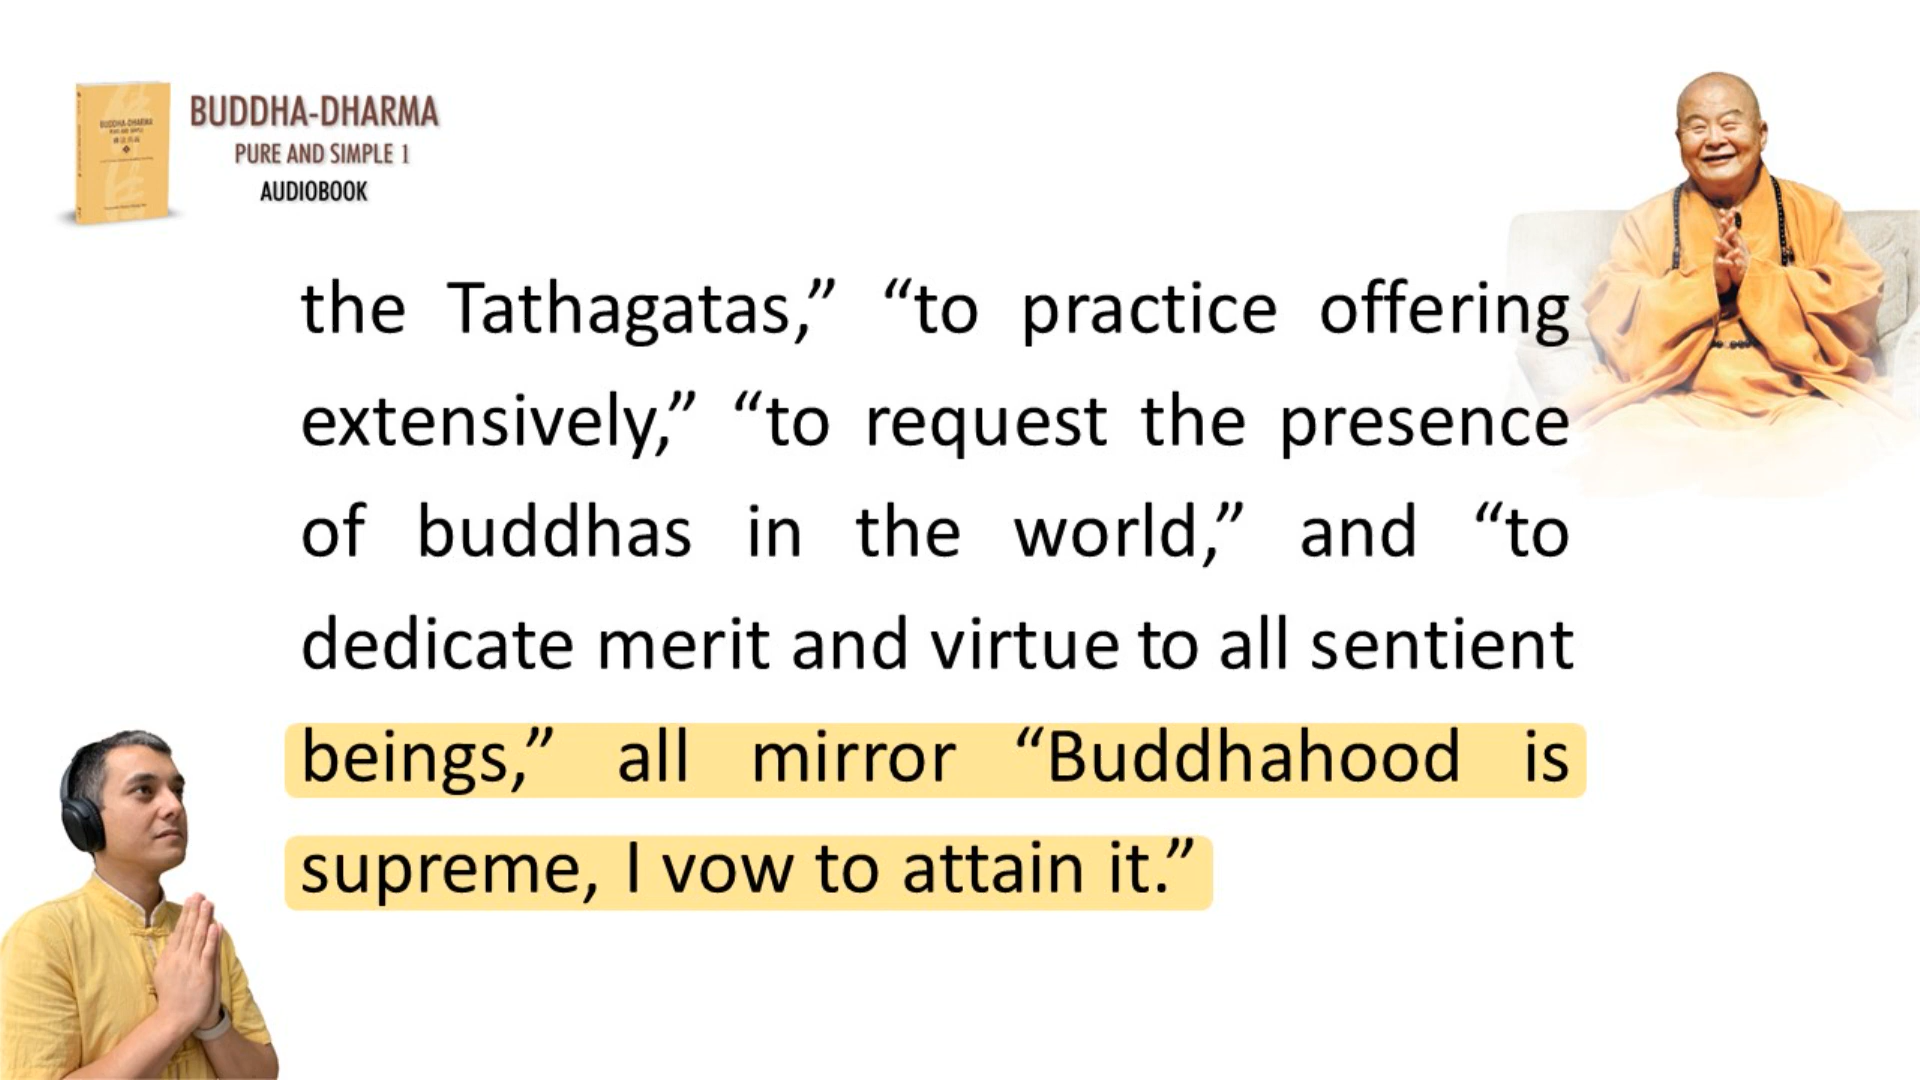 BUDDHA-DHARMA
PURE AND SIMPLE 1
AUDIOBOOK
BUDDHA-DHARMA
the Tathagatas,” “to practice offering
extensively,” “to request the presence
of buddhas in the world,” and “to
dedicate merit and virtue to all sentient
beings,” all mirror “Buddhahood is
supreme, I vow to attain it.”